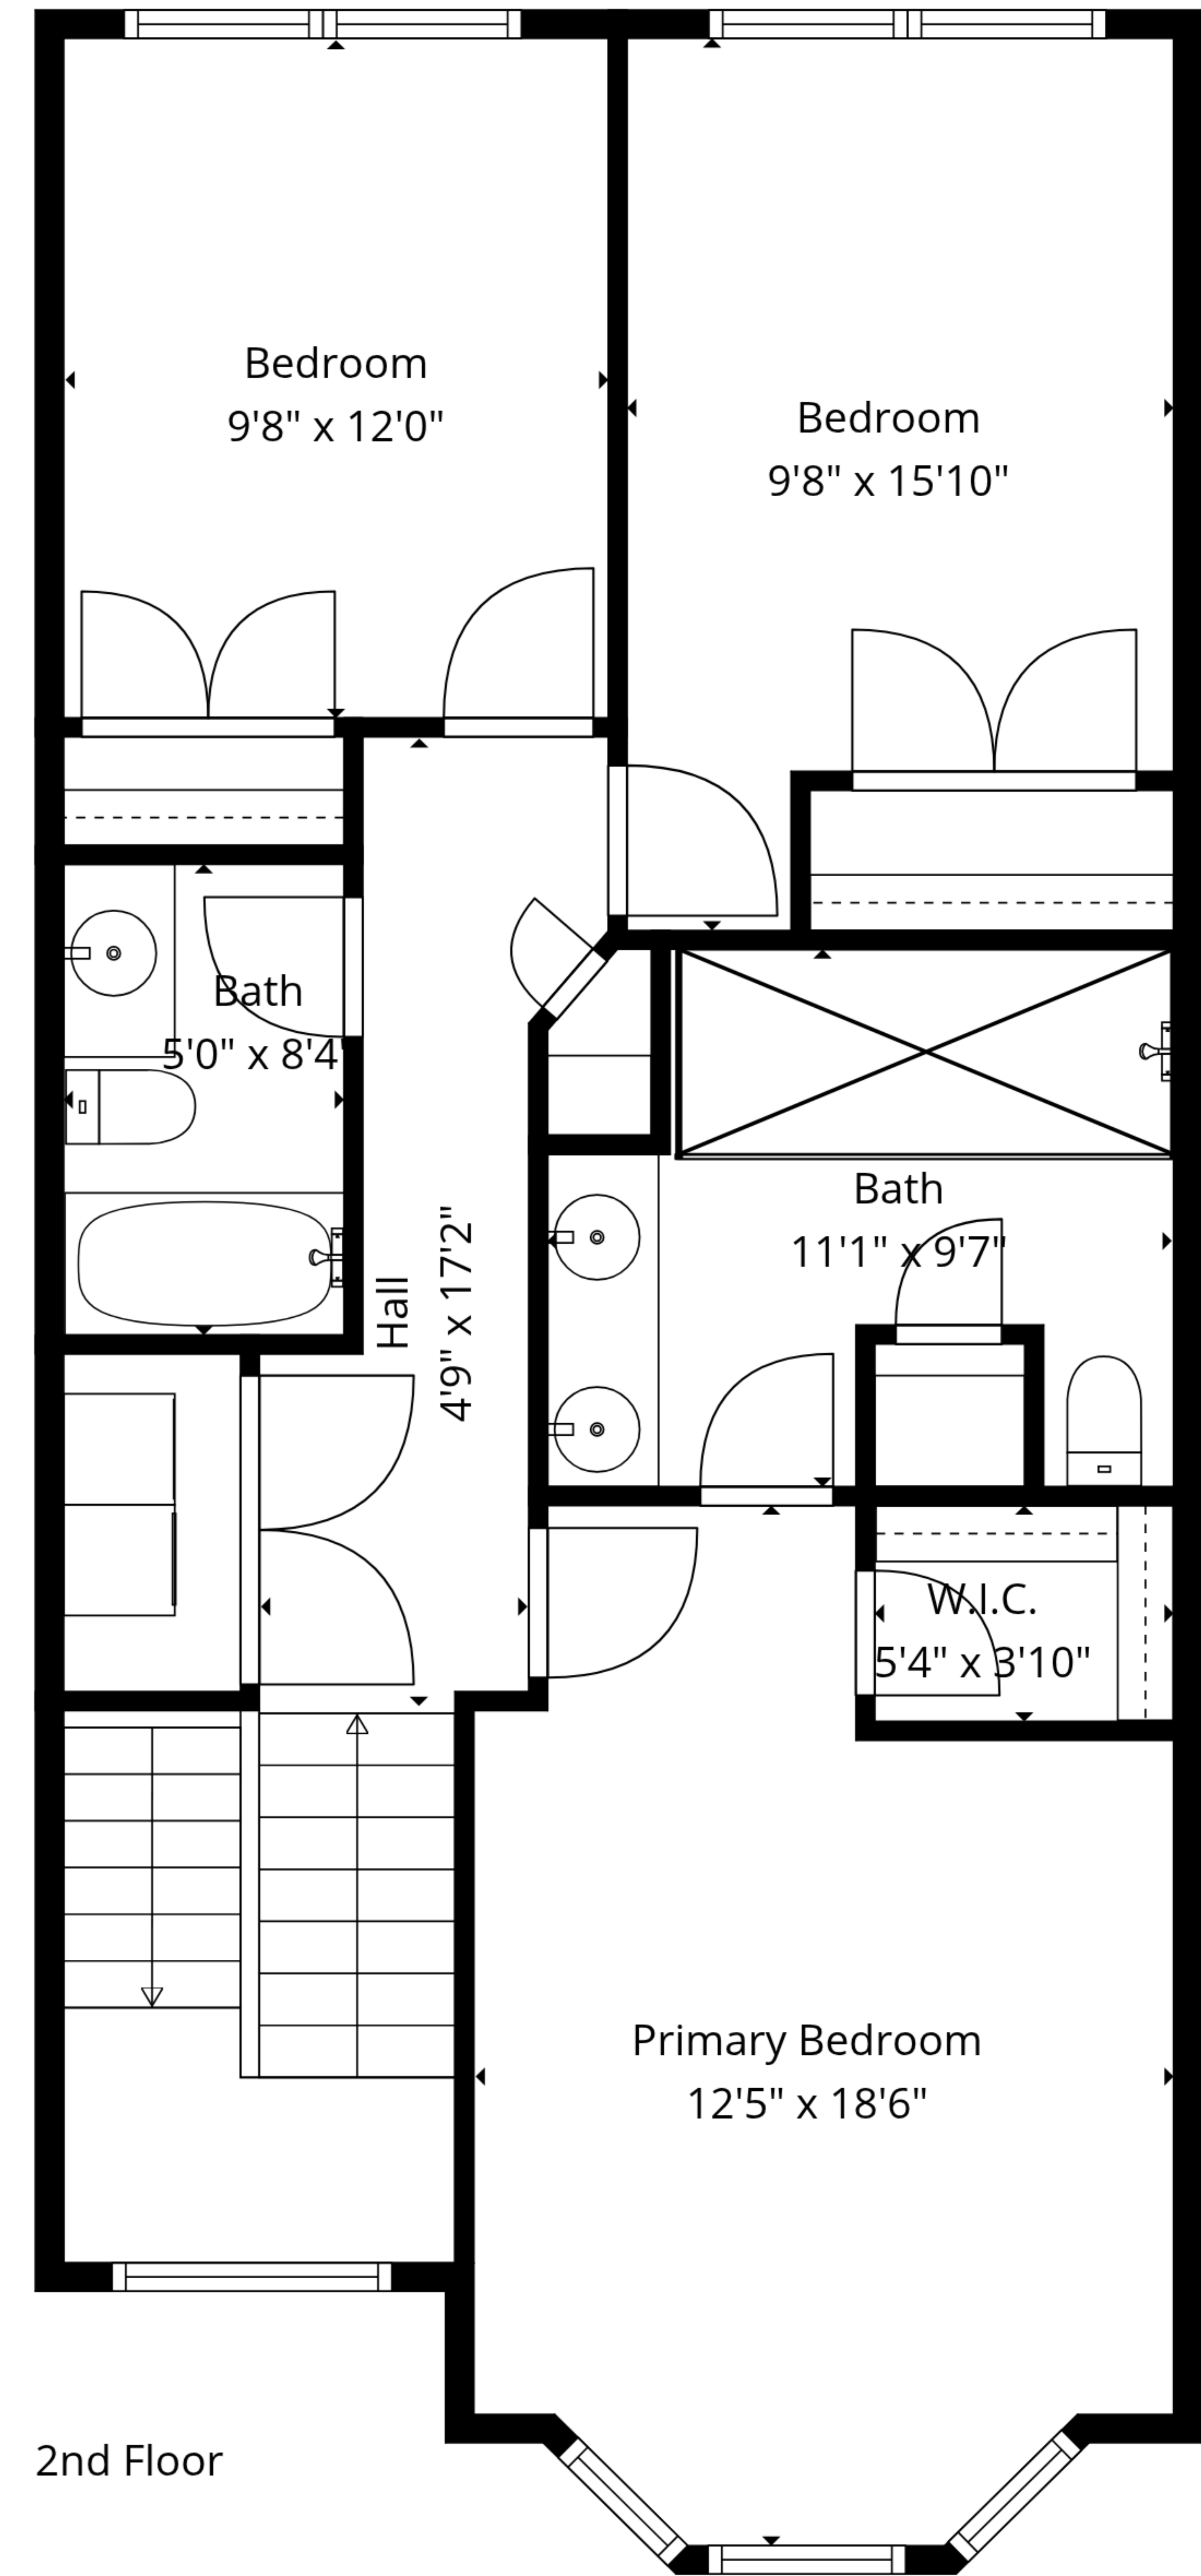 Bedroom
9'8" x 12'0"
Bedroom
9'8" x 15'10"
Bath
5'0" x 8'4"
Hall
4'9" x 17'2"
Bath
11'1" x 9'7"
W.I.C.
5'4" x 3'10"
Primary Bedroom
12'5" x 18'6"
2nd Floor